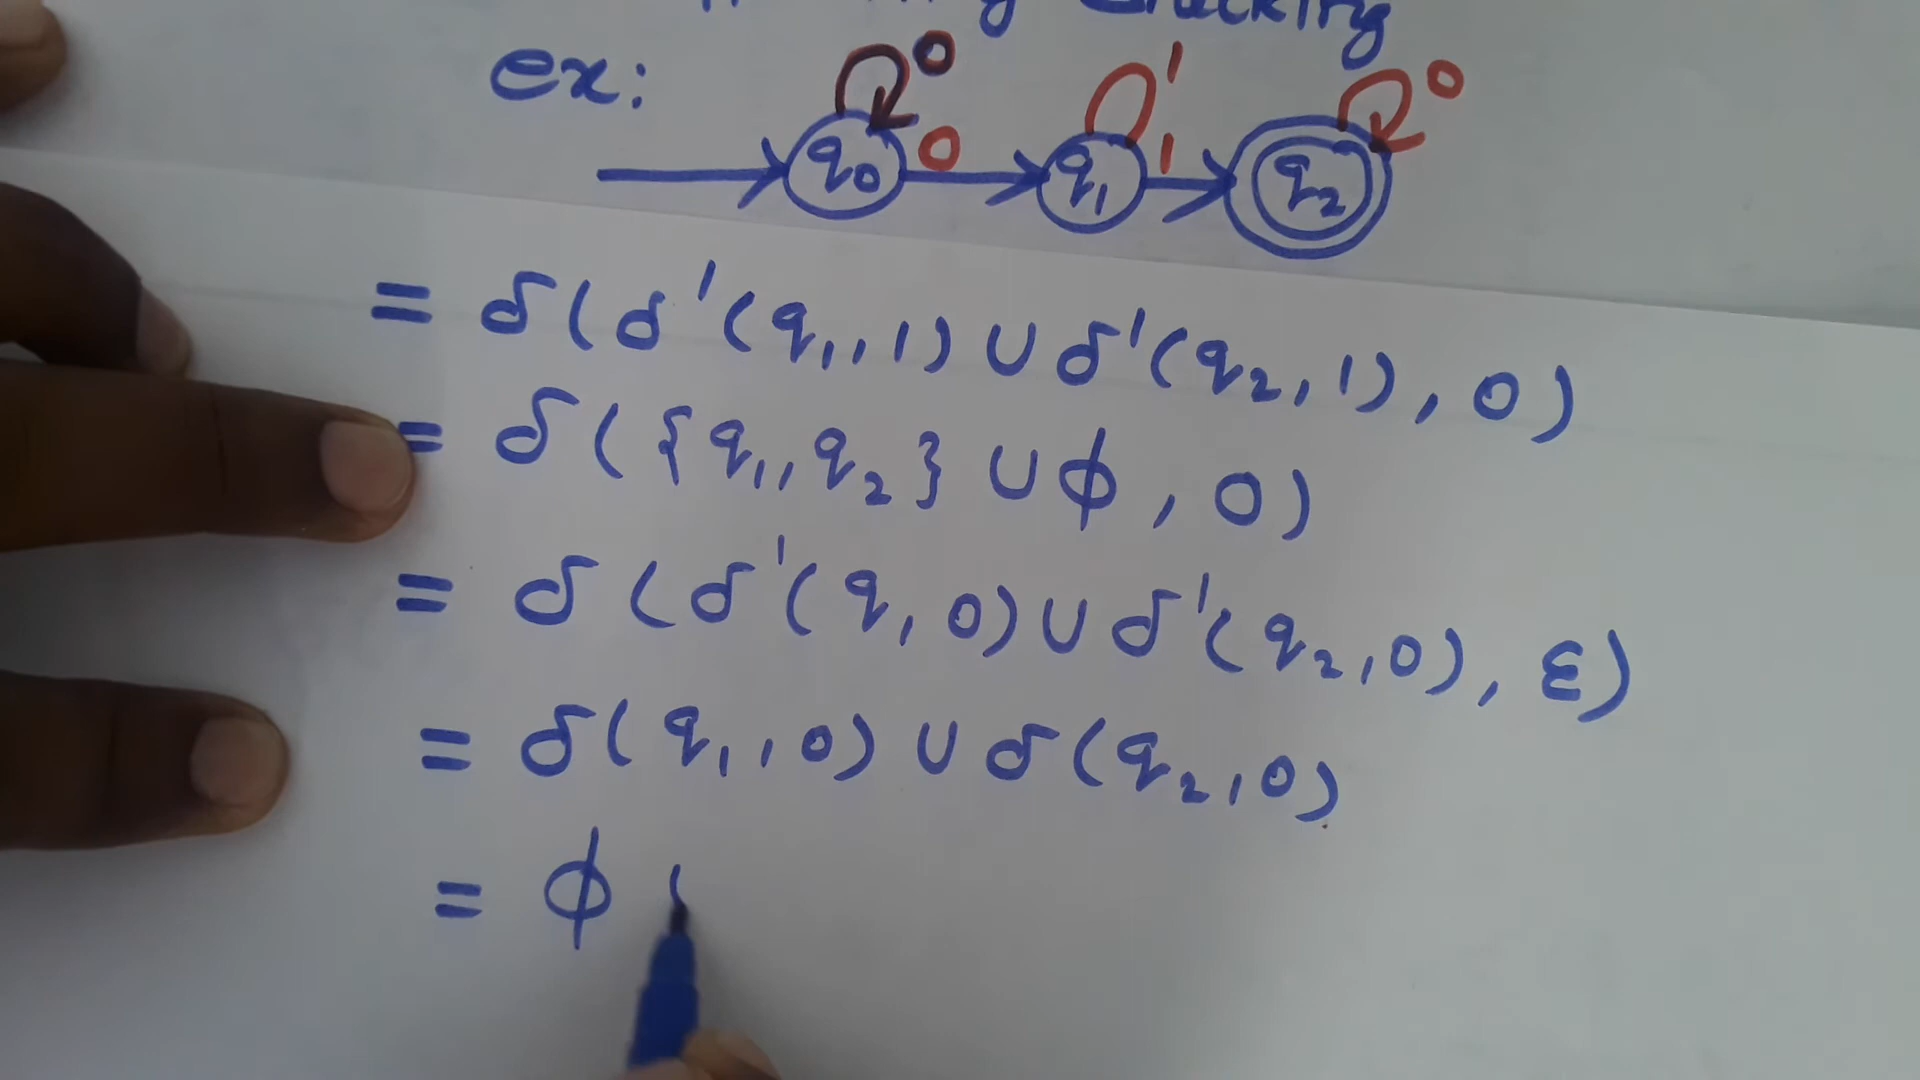 ex:
0 1 0
q0 0 q1 1 q2
= δ(δ'(q1,1) ∪ δ'(q2,1), 0)
= δ({q1,q2} ∪ ϕ, 0)
= δ(δ'(q,0) ∪ δ'(q2,0), ε)
= δ(q1,0) ∪ δ(q2,0)
= ϕ